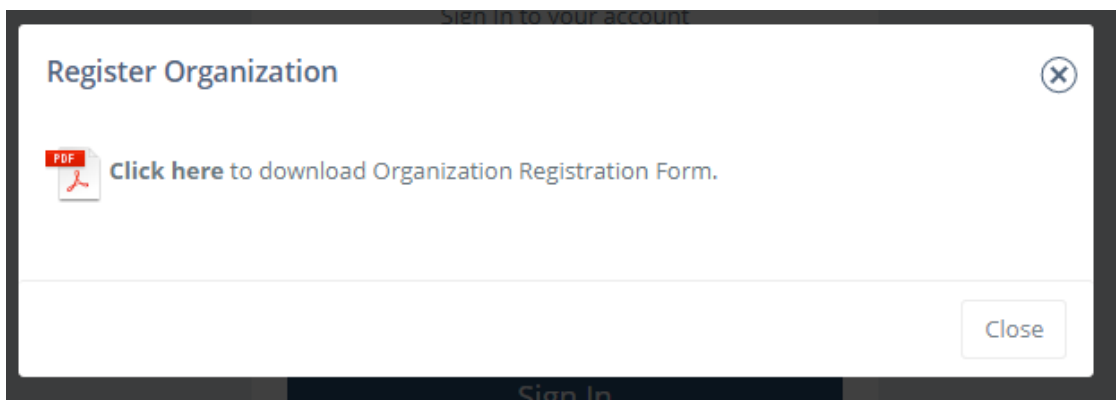 Sign In to your account
Register Organization
PDF
Click here to download Organization Registration Form.
Close
Sign In